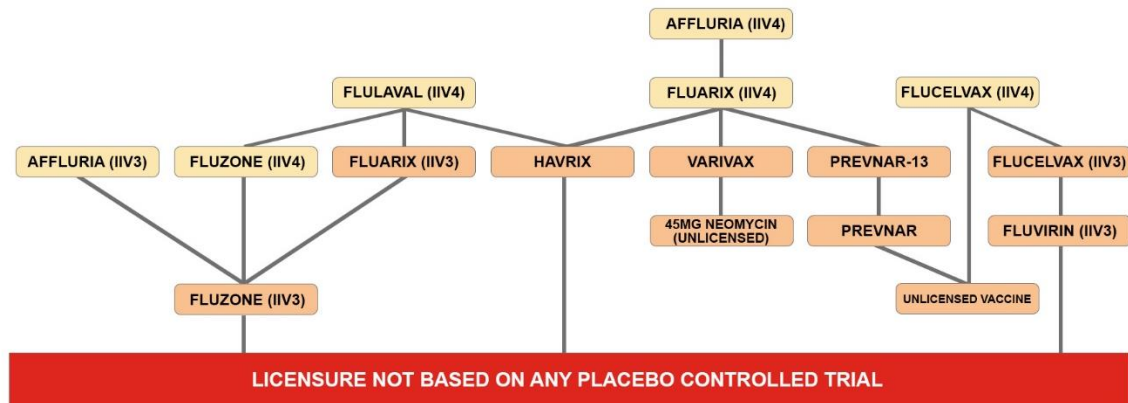 AFFLURIA (IIV4)
FLULAVAL (IIV4)
FLUARIX (IIV4)
FLUCELVAX (IIV4)
AFFLURIA (IIV3)
FLUZONE (IIV4)
FLUARIX (IIV3)
HAVRIX
VARIVAX
PREVNAR-13
FLUCELVAX (IIV3)
45MG NEOMYCIN
(UNLICENSED)
PREVNAR
FLUVIRIN (IIV3)
FLUZONE (IIV3)
UNLICENSED VACCINE
LICENSURE NOT BASED ON ANY PLACEBO CONTROLLED TRIAL